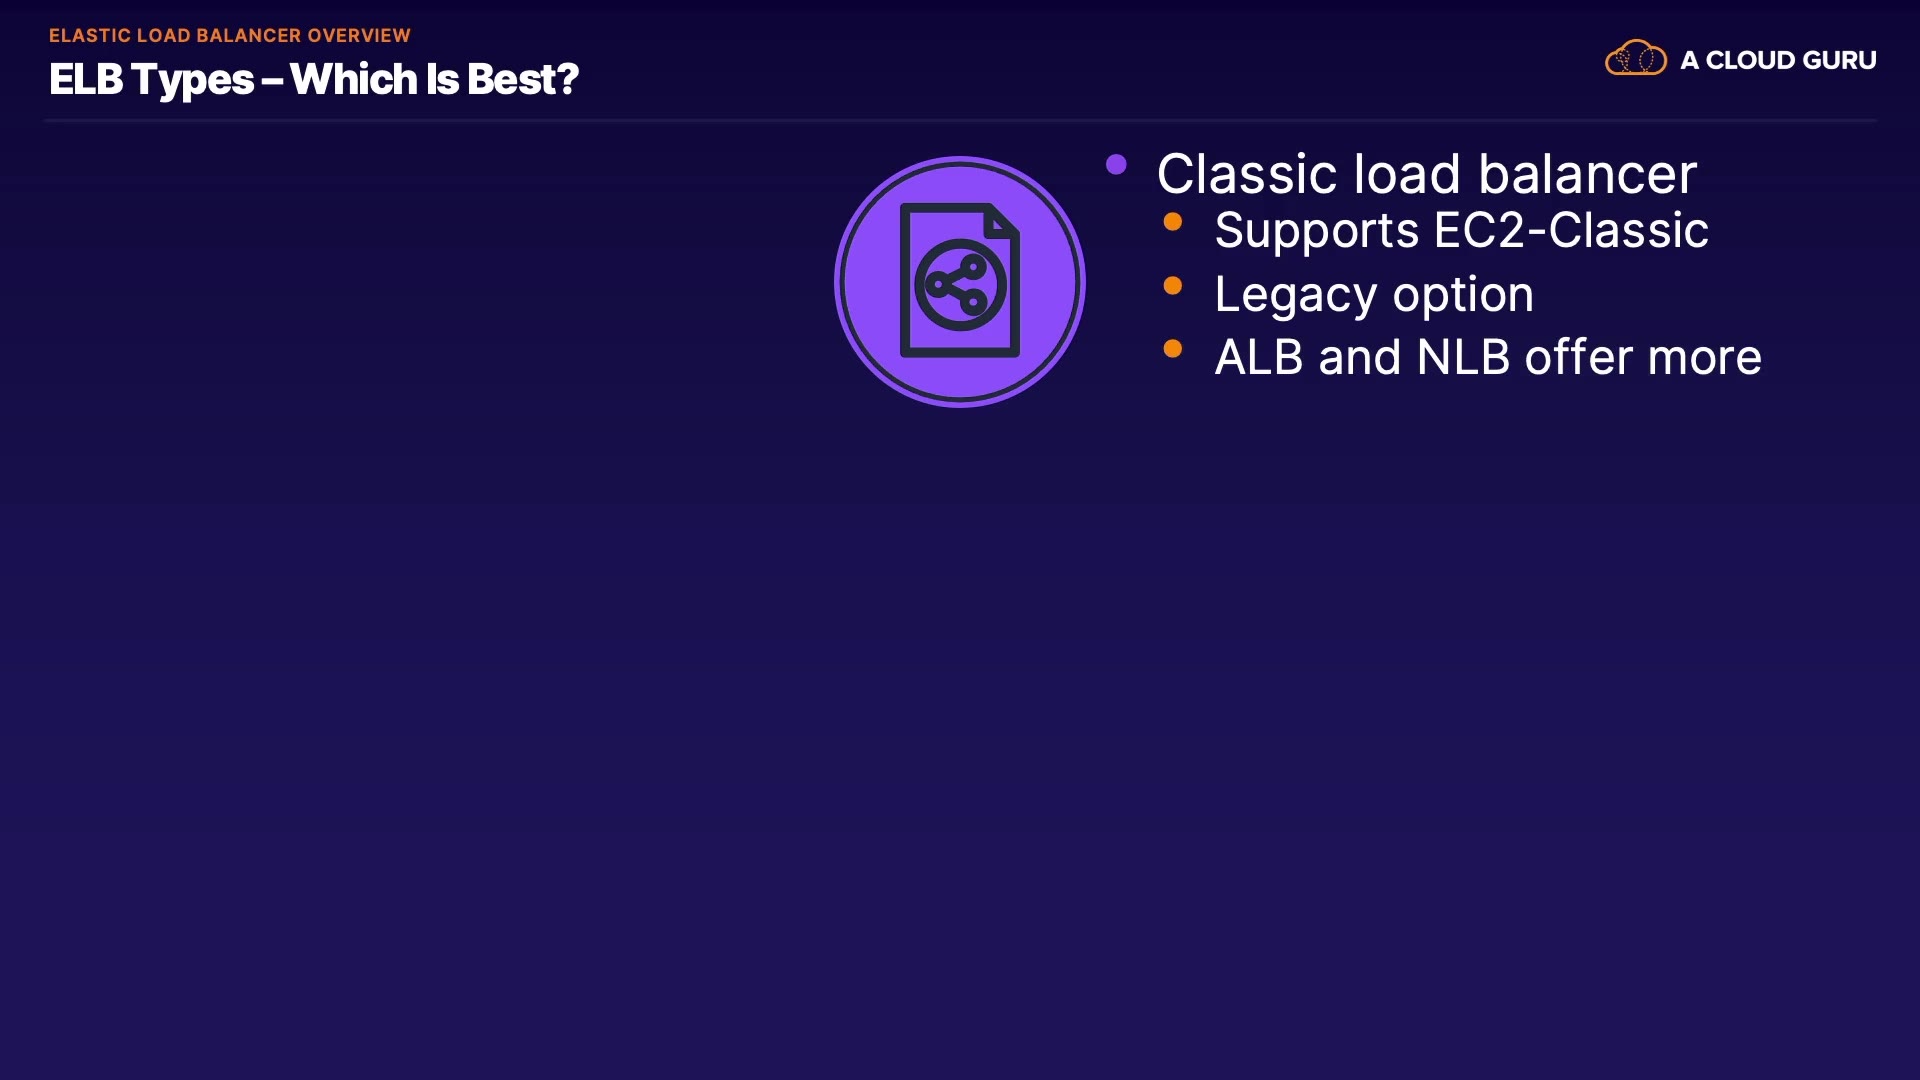 ELASTIC LOAD BALANCER OVERVIEW
ELB Types – Which Is Best?
A CLOUD GURU
Classic load balancer
Supports EC2-Classic
Legacy option
ALB and NLB offer more